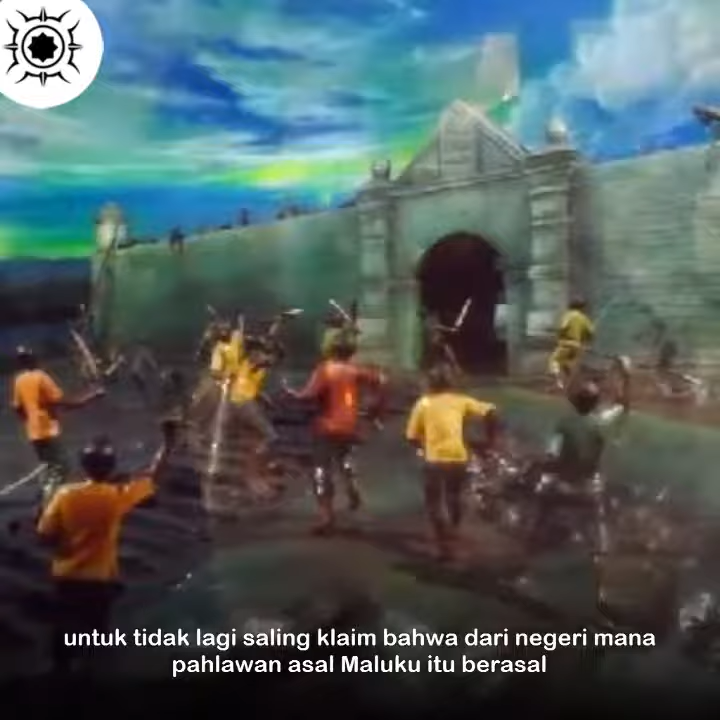 untuk tidak lagi saling klaim bahwa dari negeri mana
pahlawan asal Maluku itu berasal